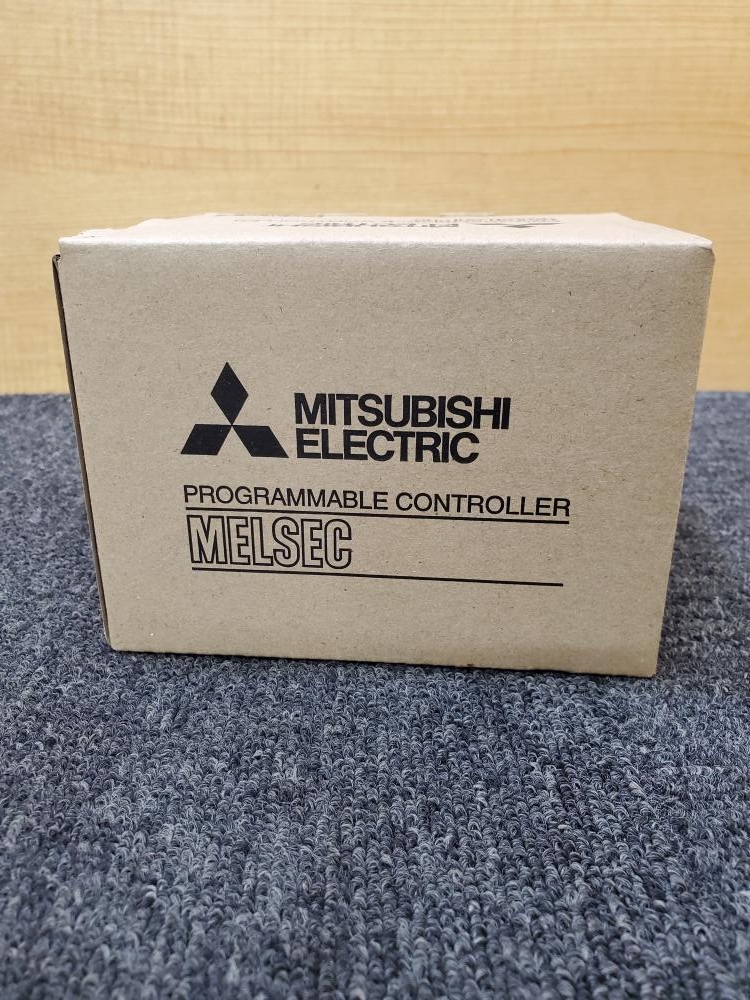 MITSUBISHI
ELECTRIC
PROGRAMMABLE CONTROLLER
MELSEC